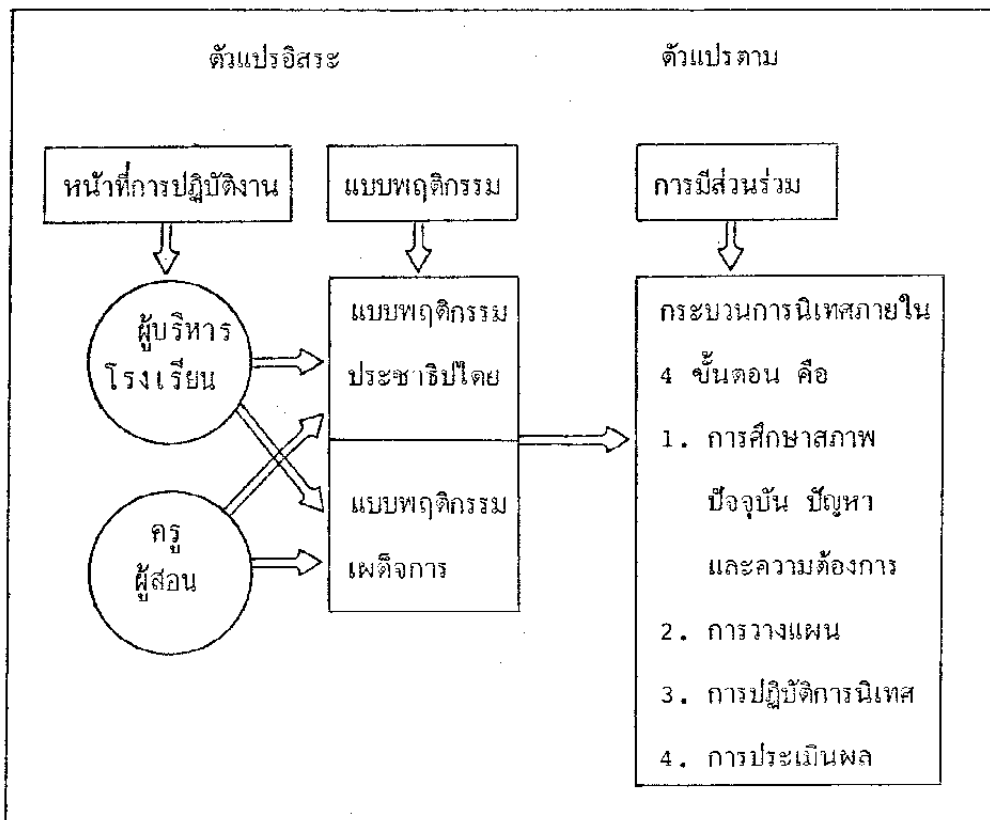 ตัวแปรอิสระ
ตัวแปรตาม
หน้าที่การปฏิบัติงาน
แบบพฤติกรรม
การมีส่วนร่วม
ผู้บริหาร
โรงเรียน
ครู
ผู้สอน
แบบพฤติกรรม
ประชาธิปไตย
แบบพฤติกรรม
เผด็จการ
กระบวนการนิเทศภายใน
4 ขั้นตอน คือ
1. การศึกษาสภาพ
ปัจจุบัน ปัญหา
และความต้องการ
2. การวางแผน
3. การปฏิบัติการนิเทศ
4. การประเมินผล